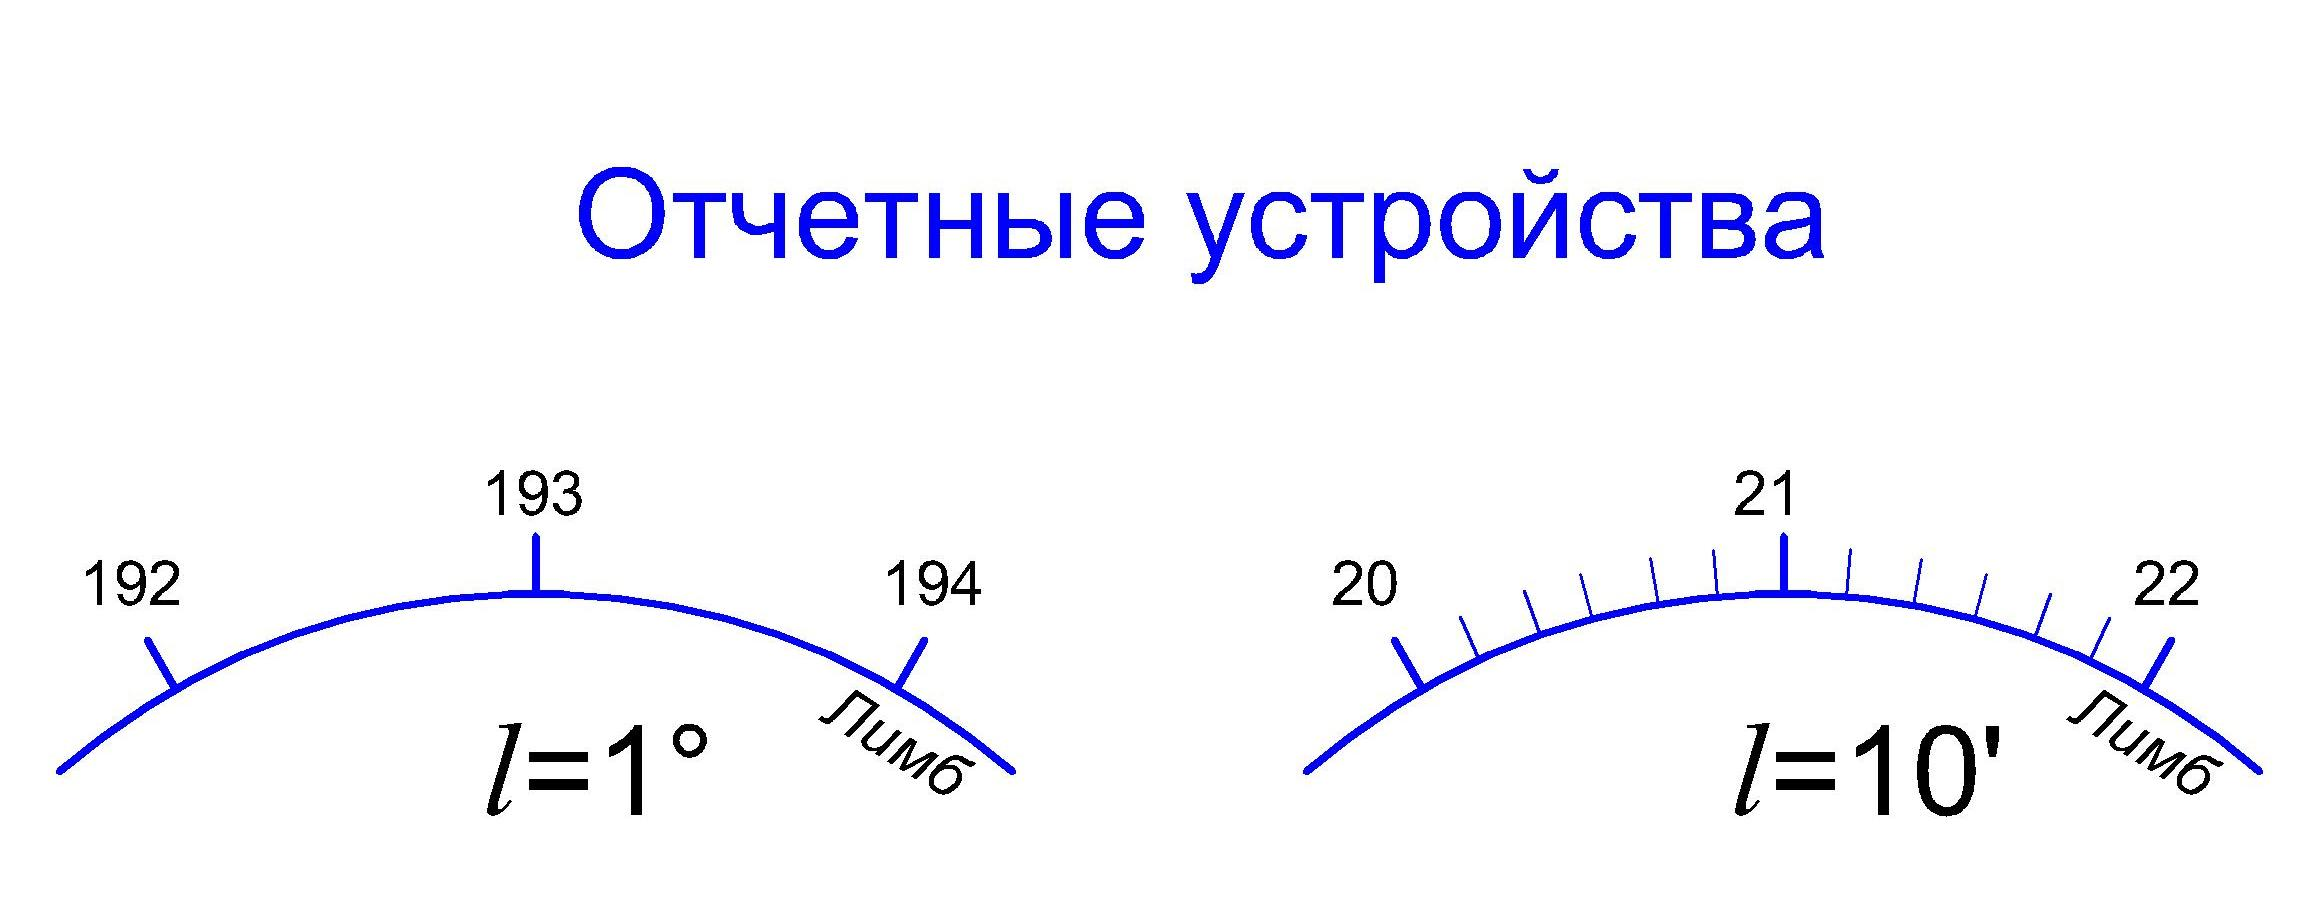 Отчетные устройства
192 193 194
l=1°
Лимб
20 21 22
l=10'
Лимб